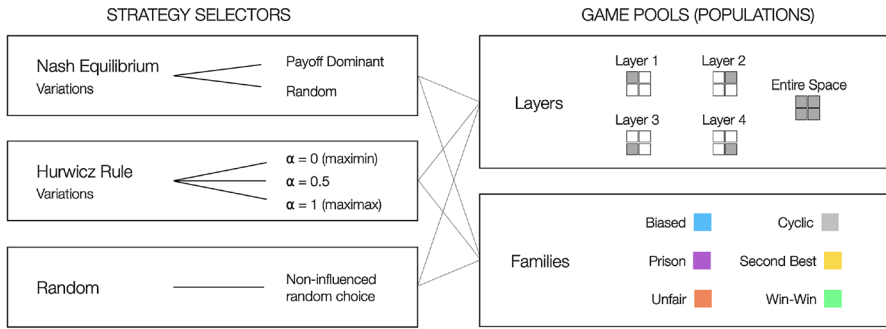 STRATEGY SELECTORS
Nash Equilibrium
Variations
Payoff Dominant
Random
Hurwicz Rule
Variations
α = 0 (maximin)
α = 0.5
α = 1 (maximax)
Random
Non-influenced
random choice
GAME POOLS (POPULATIONS)
Layers
Layer 1
Layer 2
Entire Space
Layer 3
Layer 4
Families
Biased
Cyclic
Prison
Second Best
Unfair
Win-Win